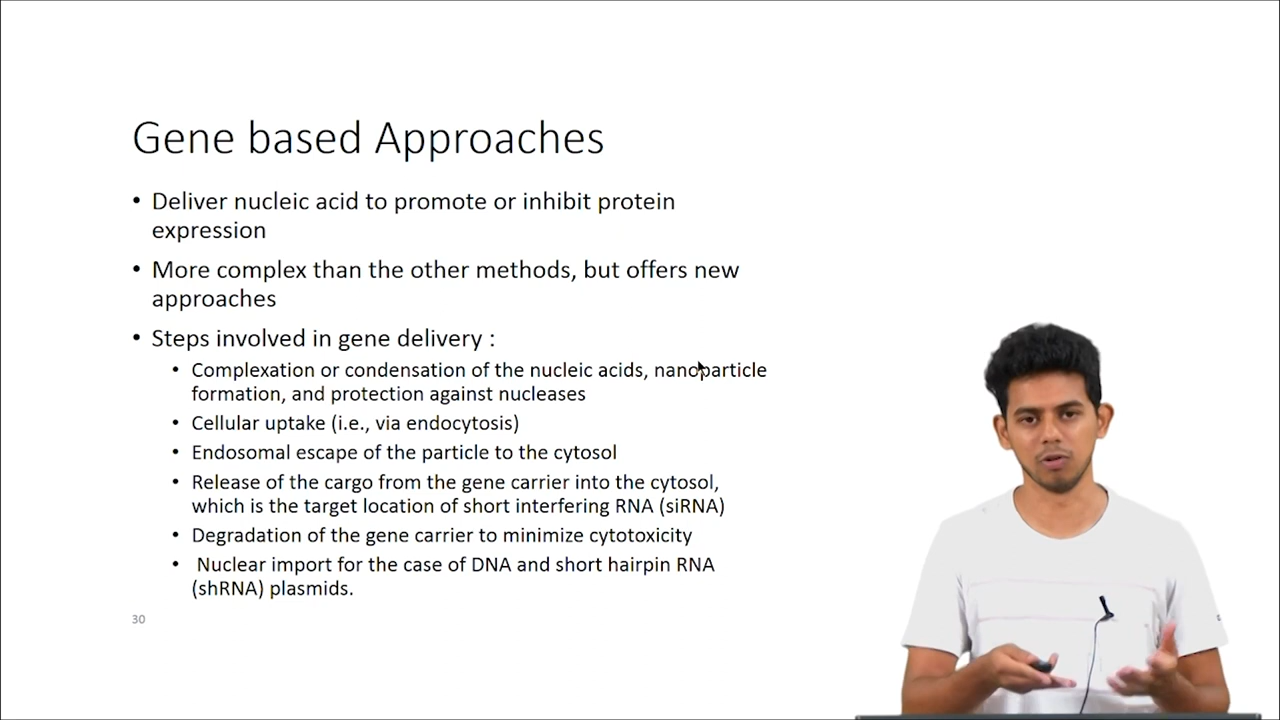 Gene based Approaches
• Deliver nucleic acid to promote or inhibit protein
expression
• More complex than the other methods, but offers new
approaches
• Steps involved in gene delivery :
• Complexation or condensation of the nucleic acids, nanoparticle
formation, and protection against nucleases
• Cellular uptake (i.e., via endocytosis)
• Endosomal escape of the particle to the cytosol
• Release of the cargo from the gene carrier into the cytosol,
which is the target location of short interfering RNA (siRNA)
• Degradation of the gene carrier to minimize cytotoxicity
• Nuclear import for the case of DNA and short hairpin RNA
(shRNA) plasmids.
30